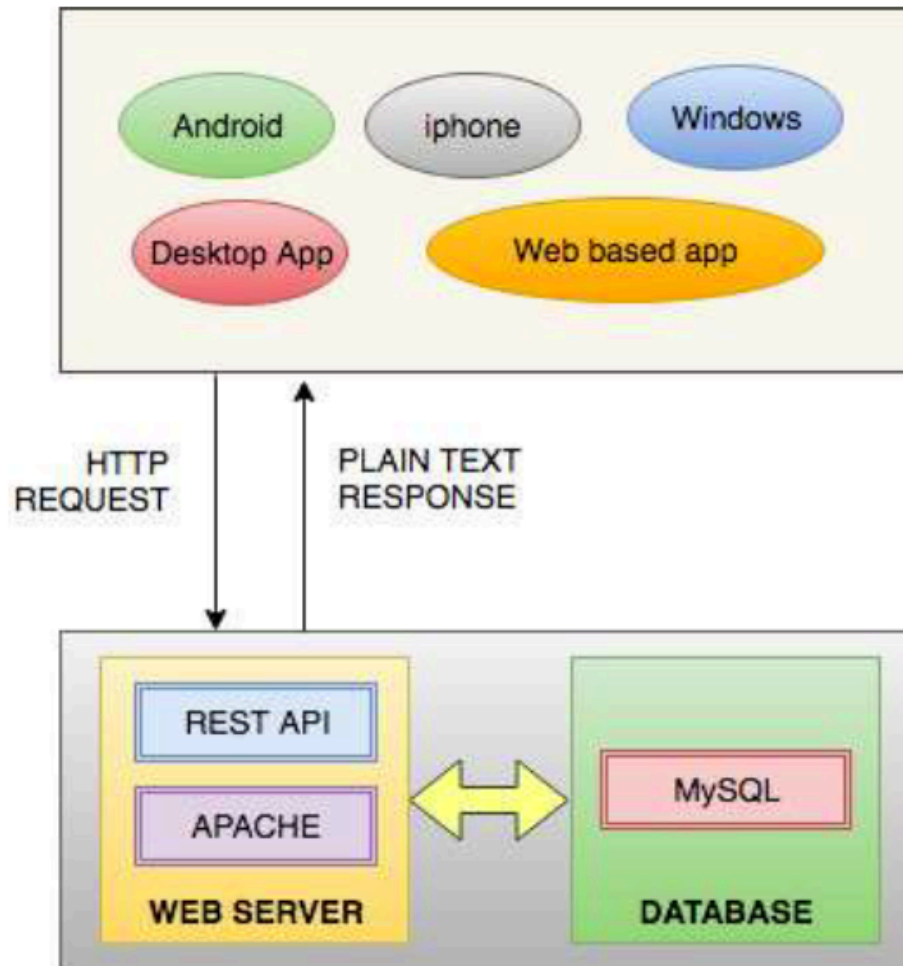 Android
iphone
Windows
Desktop App
Web based app
HTTP
REQUEST
PLAIN TEXT
RESPONSE
REST API
APACHE
WEB SERVER
MySQL
DATABASE